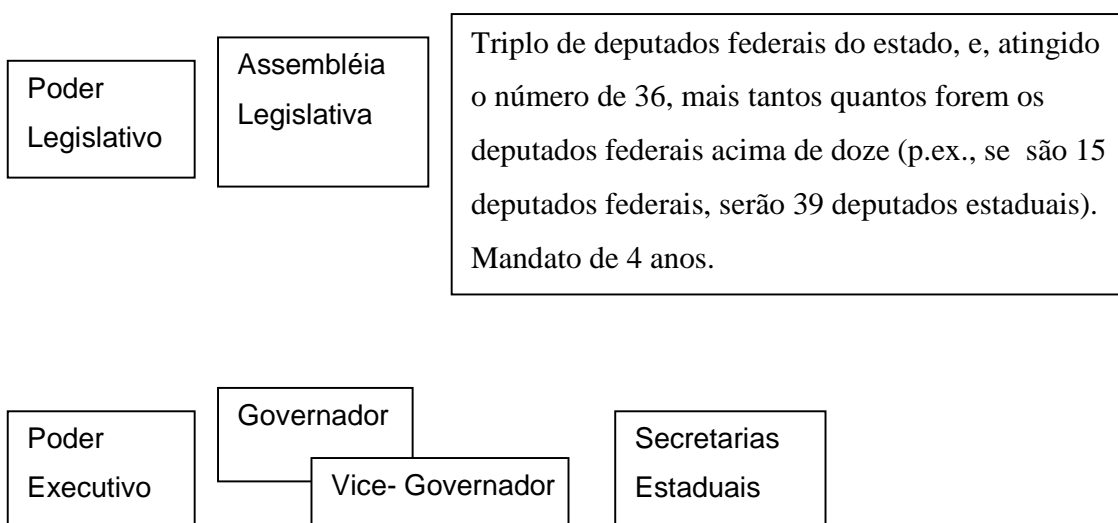 Poder
Legislativo
Assembléia
Legislativa
Triplo de deputados federais do estado, e, atingido
o número de 36, mais tantos quantos forem os
deputados federais acima de doze (p.ex., se são 15
deputados federais, serão 39 deputados estaduais).
Mandato de 4 anos.
Poder
Executivo
Governador
Vice- Governador
Secretarias
Estaduais